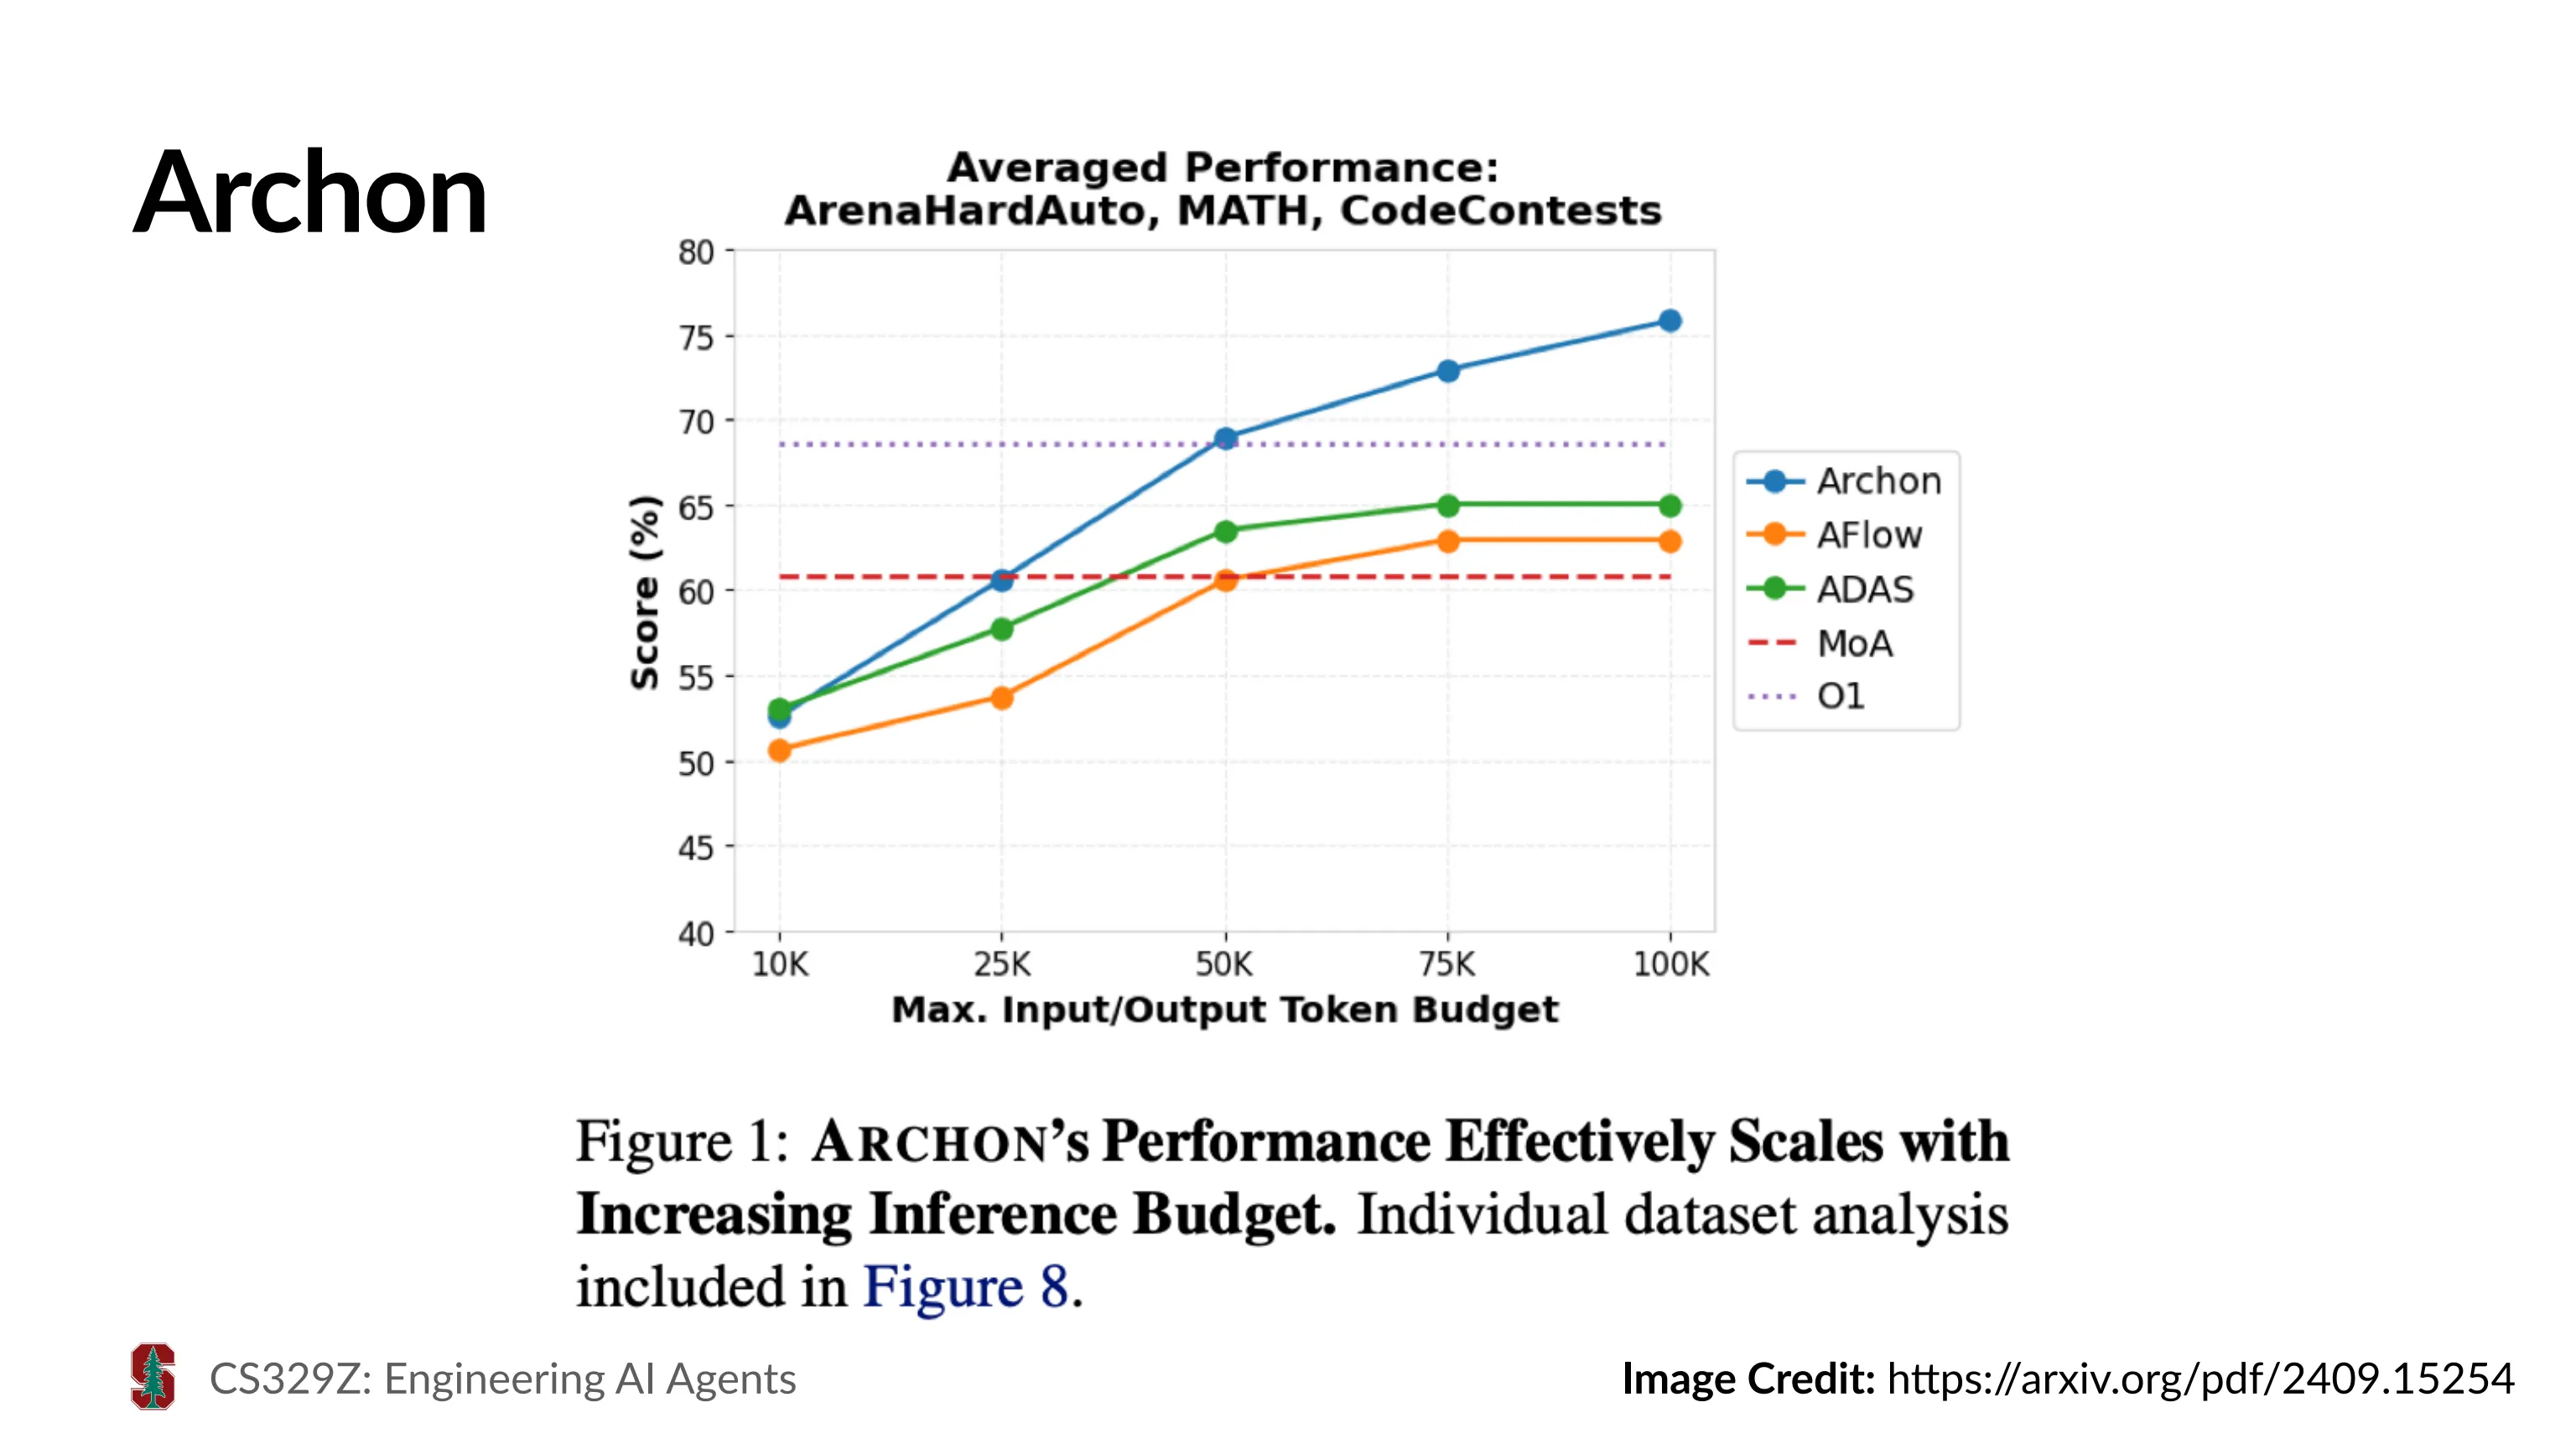 Archon
Averaged Performance:
ArenaHardAuto, MATH, CodeContests
80
75
70
65
60
55
50
45
40
Score (%)
10K 25K 50K 75K 100K
Max. Input/Output Token Budget
Archon
AFlow
ADAS
MoA
O1
Figure 1: ARCHON’s Performance Effectively Scales with
Increasing Inference Budget. Individual dataset analysis
included in Figure 8.
CS329Z: Engineering AI Agents
Image Credit: https://arxiv.org/pdf/2409.15254